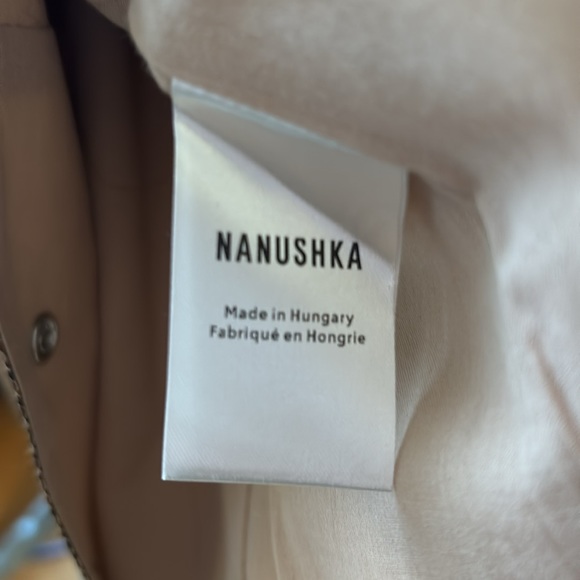 NANUSHKA
Made in Hungary
Fabriqué en Hongrie